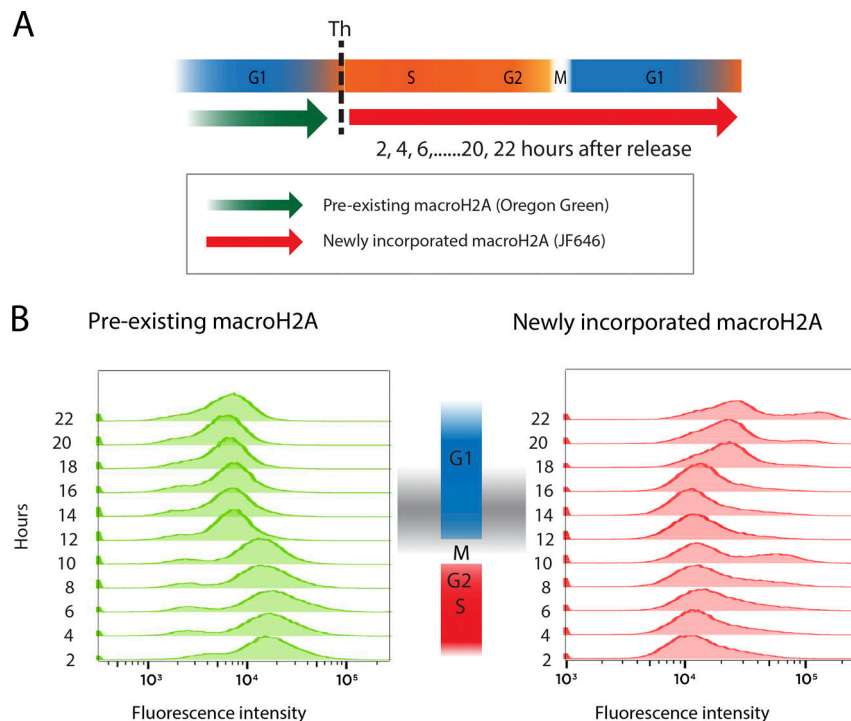 A
Th
G1
S
G2
M
G1
2, 4, 6,......20, 22 hours after release
Pre-existing macroH2A (Oregon Green)
Newly incorporated macroH2A (JF646)
B
Pre-existing macroH2A
Newly incorporated macroH2A
Hours
22
20
18
16
14
12
10
8
6
4
2
10³
10⁴
10⁵
Fluorescence intensity
G1
M
G2
S
22
20
18
16
14
12
10
8
6
4
2
10³
10⁴
10⁵
Fluorescence intensity